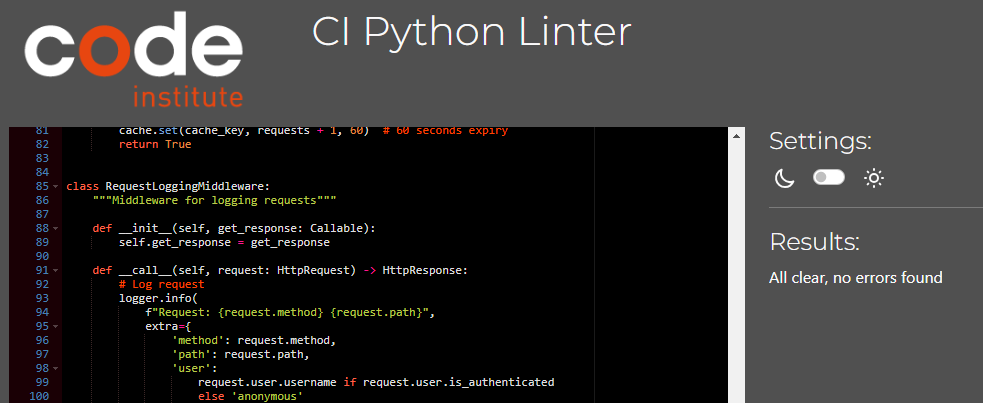 code
institute
CI Python Linter
81 cache.set(cache_key, requests + 1, 60)  # 60 seconds expiry
82 return True
83
84
85 class RequestLoggingMiddleware:
86 """Middleware for logging requests"""
87
88 def __init__(self, get_response: Callable):
89 self.get_response = get_response
90
91 def __call__(self, request: HttpRequest) -> HttpResponse:
92 # Log request
93 logger.info(
94 f"Request: {request.method} {request.path}",
95 extra={
96 'method': request.method,
97 'path': request.path,
98 'user':
99 request.user.username if request.user.is_authenticated
100 else 'anonymous'
Settings:
Results:
All clear, no errors found